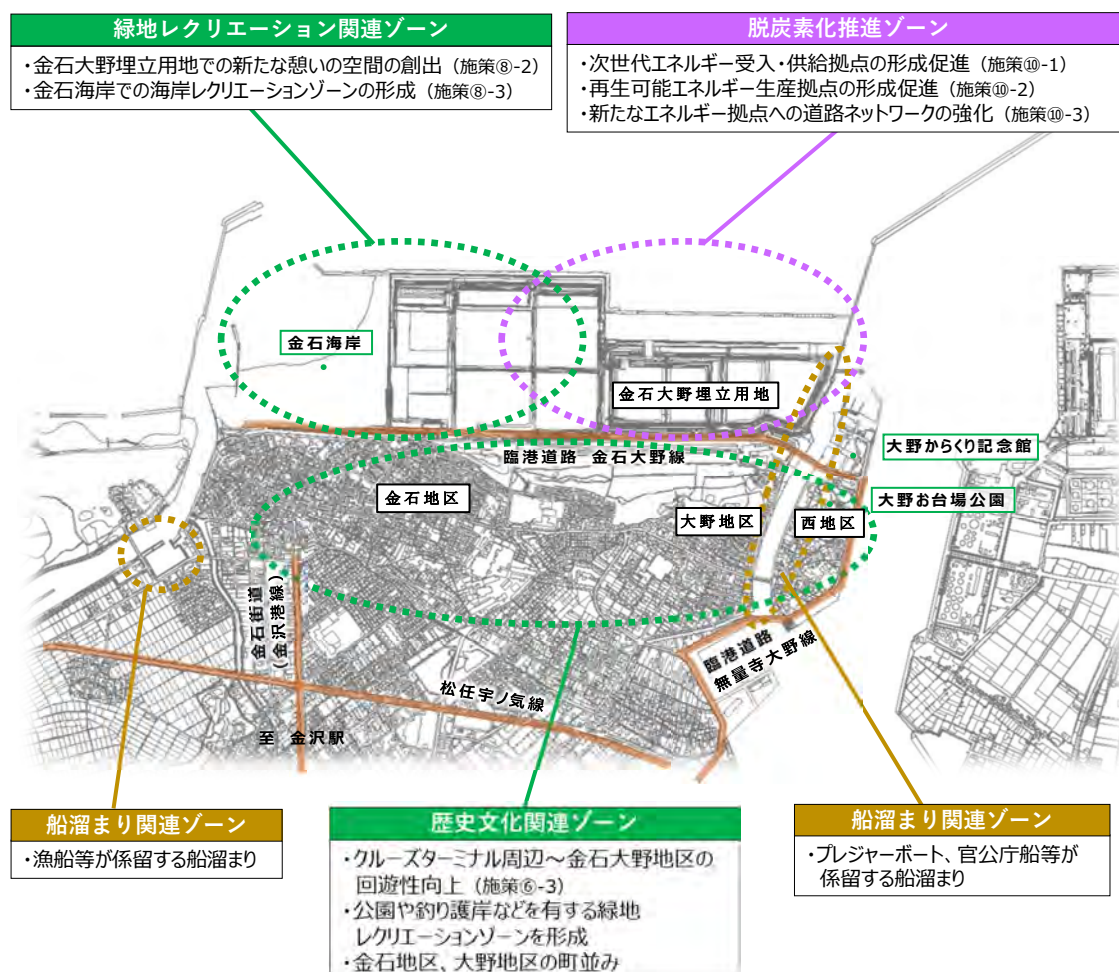 緑地レクリエーション関連ゾーン
・金石大野埋立用地での新たな憩いの空間の創出（施策⑧-2）
・金石海岸での海岸レクリエーションゾーンの形成（施策⑧-3）
脱炭素化推進ゾーン
・次世代エネルギー受入・供給拠点の形成促進（施策⑩-1）
・再生可能エネルギー生産拠点の形成促進（施策⑩-2）
・新たなエネルギー拠点への道路ネットワークの強化（施策⑩-3）
金石海岸
金石大野埋立用地
臨港道路 金石大野線
大野からくり記念館
金石地区
大野お台場公園
大野地区
西地区
金石街道
(金沢港線)
臨港道路
無量寺大野線
松任宇ノ気線
至 金沢駅
船溜まり関連ゾーン
・漁船等が係留する船溜まり
歴史文化関連ゾーン
・クルーズターミナル周辺～金石大野地区の
回遊性向上（施策⑥-3）
・公園や釣り護岸などを有する緑地
レクリエーションゾーンを形成
・金石地区、大野地区の町並み
船溜まり関連ゾーン
・プレジャーボート、官公庁船等が
係留する船溜まり